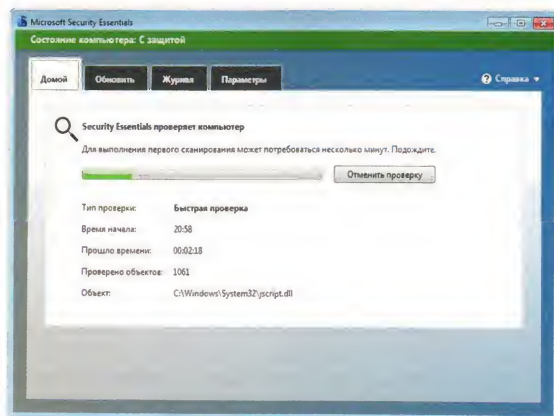 Microsoft Security Essentials
Состояние компьютера: С защитой
Домой
Обновить
Журнал
Параметры
Справка
Security Essentials проверяет компьютер
Для выполнения первого сканирования может потребоваться несколько минут. Подождите.
Отменить проверку
Тип проверки: Быстрая проверка
Время начала: 20:58
Прошло времени: 00:02:18
Проверено объектов: 1061
Объект: C:\Windows\System32\jscript.dll